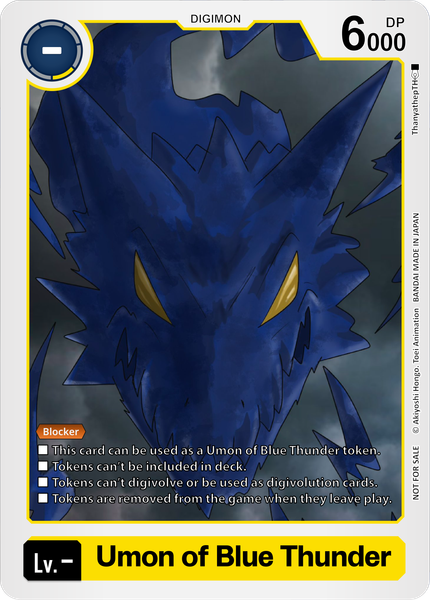 DIGIMON
–
6000
DP
Blocker
■ This card can be used as a Umon of Blue Thunder token.
■ Tokens can't be included in deck.
■ Tokens can't digivolve or be used as digivolution cards.
■ Tokens are removed from the game when they leave play.
Lv.–
Umon of Blue Thunder
ThanyathepTH
NOT FOR SALE © Akiyoshi Hongo. Toei Animation BANDAI MADE IN JAPAN